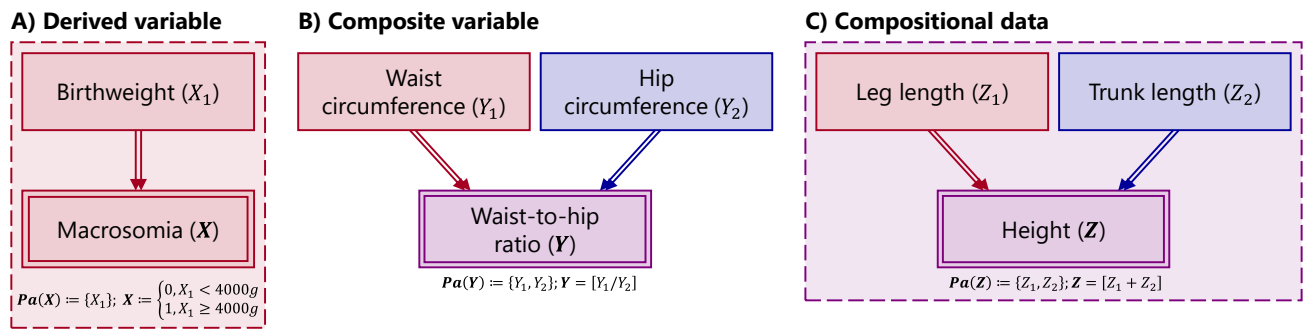 A) Derived variable
Birthweight (X₁)
Macrosomia (X)
Pa(X) ≔ {X₁}; X ≔ {0, X₁ < 4000g
1, X₁ ≥ 4000g
B) Composite variable
Waist
circumference (Y₁)
Hip
circumference (Y₂)
Waist-to-hip
ratio (Y)
Pa(Y) ≔ {Y₁, Y₂}; Y = [Y₁/Y₂]
C) Compositional data
Leg length (Z₁)
Trunk length (Z₂)
Height (Z)
Pa(Z) ≔ {Z₁, Z₂}; Z = [Z₁ + Z₂]